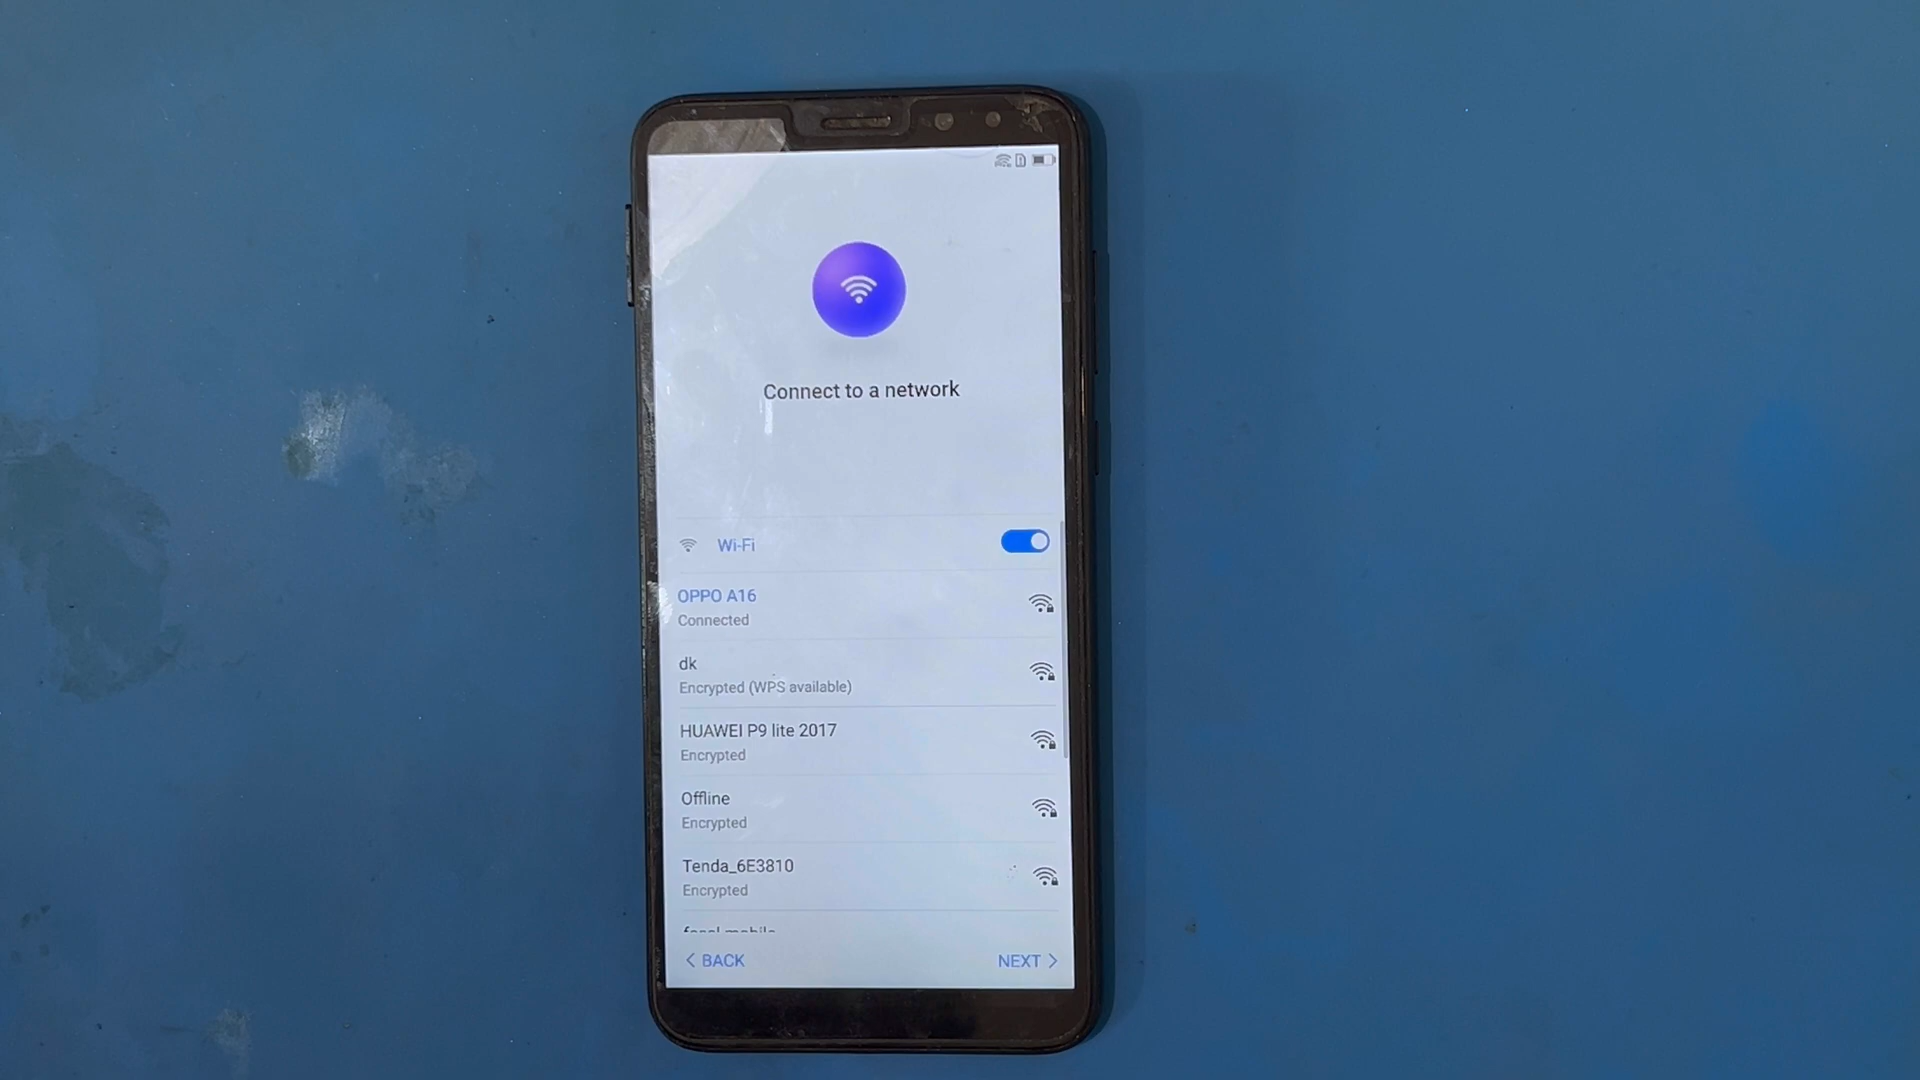 Connect to a network
Wi-Fi
OPPO A16
Connected
dk
Encrypted (WPS available)
HUAWEI P9 lite 2017
Encrypted
Offline
Encrypted
Tenda_6E3810
Encrypted
BACK
NEXT